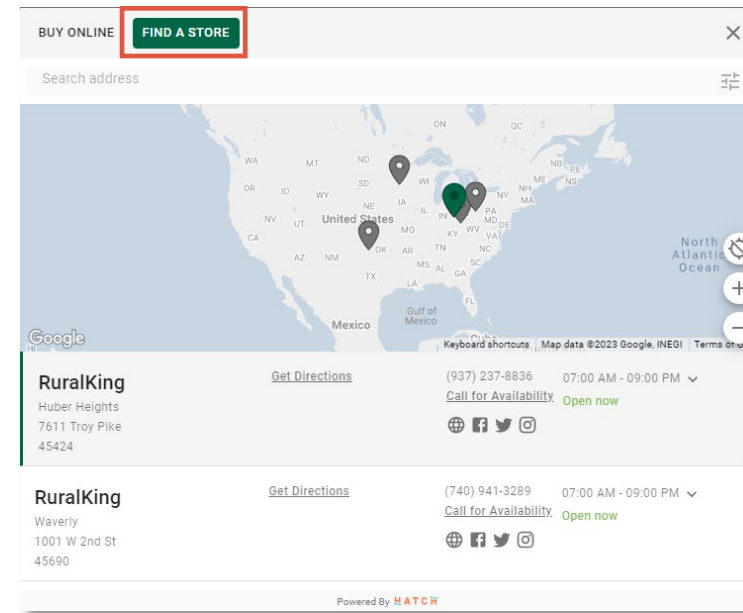 BUY ONLINE FIND A STORE
Search address
ON QC
WA MT ND NB PE
OR ID WY SD WI ME NS
NH
NE IA NY MA
NV UT United States IL IN PA
CA MO KY WV MD DE
VA
AZ NM OK AR TN NC
MS AL GA SC
TX LA
North
Atlantic
Ocean
FL
Gulf of
Mexico
Mexico
Cuba
Google
HI
Keyboard shortcuts Map data ©2023 Google, INEGI Terms of U
RuralKing Get Directions (937) 237-8836 07:00 AM - 09:00 PM
Huber Heights Call for Availability Open now
7611 Troy Pike
45424
RuralKing Get Directions (740) 941-3289 07:00 AM - 09:00 PM
Waverly Call for Availability Open now
1001 W 2nd St
45690
Powered By HATCH